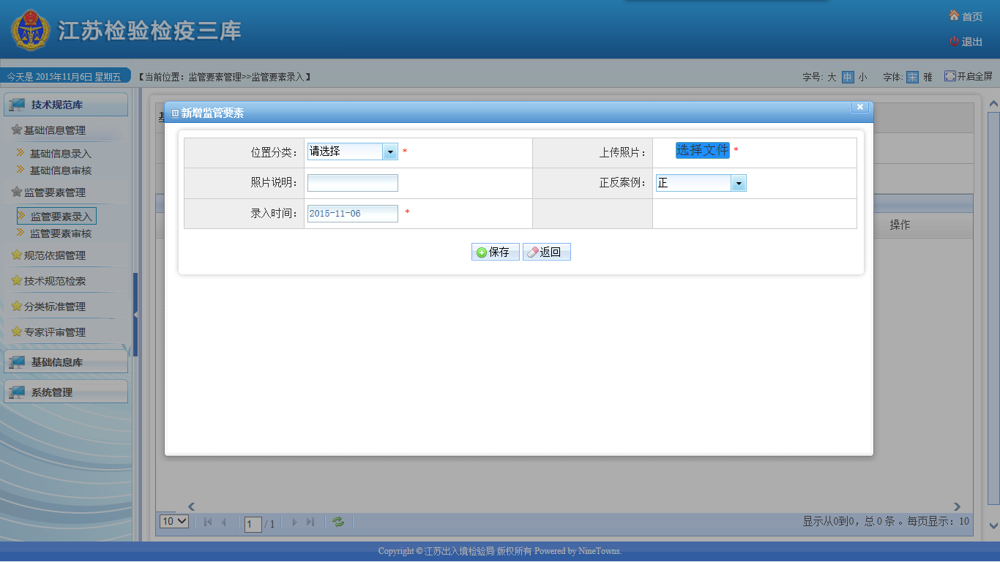 江苏检验检疫三库
首页
退出
今天是 2015年11月6日 星期五
【当前位置：监管要素管理>>监管要素录入】
字号: 大 中 小 字体: 宋 雅 开启全屏
技术规范库
基础信息管理
基础信息录入
基础信息审核
监管要素管理
监管要素录入
监管要素审核
规范依据管理
技术规范检索
分类标准管理
专家评审管理
基础信息库
系统管理
新增监管要素
位置分类： 请选择 * 上传照片： 选择文件 *
照片说明： 正反案例： 正
录入时间： 2015-11-06 *
保存 返回
操作
10 1 / 1 显示从0到0，总 0 条 。每页显示：10
Copyright © 江苏出入境检验局 版权所有 Powered by NineTowns.